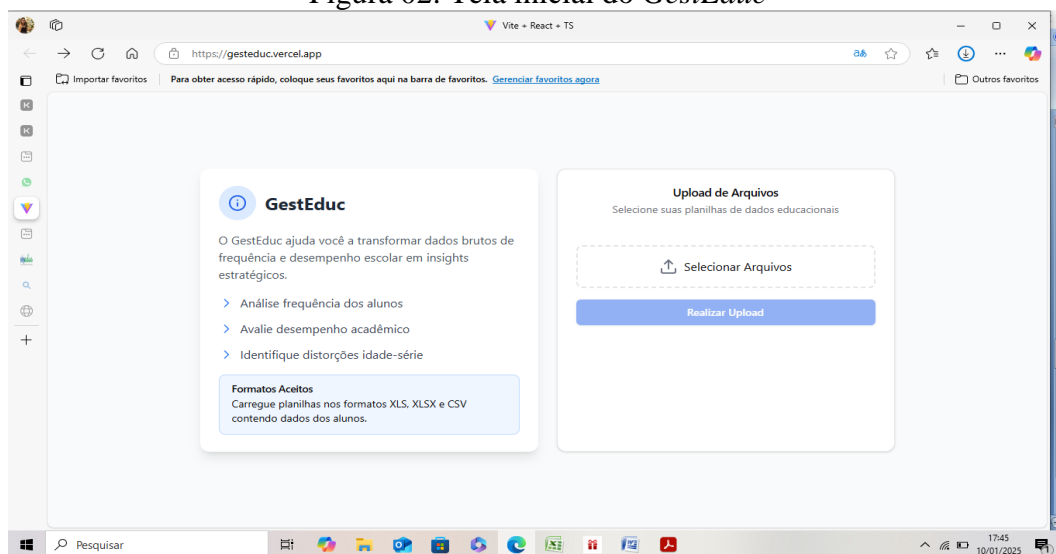 Figura 02: Tela inicial do GestEduc
Vite + React + TS
https://gesteduc.vercel.app
Importar favoritos
Para obter acesso rápido, coloque seus favoritos aqui na barra de favoritos. Gerenciar favoritos agora
Outros favoritos
GestEduc
O GestEduc ajuda você a transformar dados brutos de
frequência e desempenho escolar em insights
estratégicos.
Análise frequência dos alunos
Avalie desempenho acadêmico
Identifique distorções idade-série
Formatos Aceitos
Carregue planilhas nos formatos XLS, XLSX e CSV
contendo dados dos alunos.
Upload de Arquivos
Selecione suas planilhas de dados educacionais
Selecionar Arquivos
Realizar Upload
Pesquisar
17:45
10/01/2025